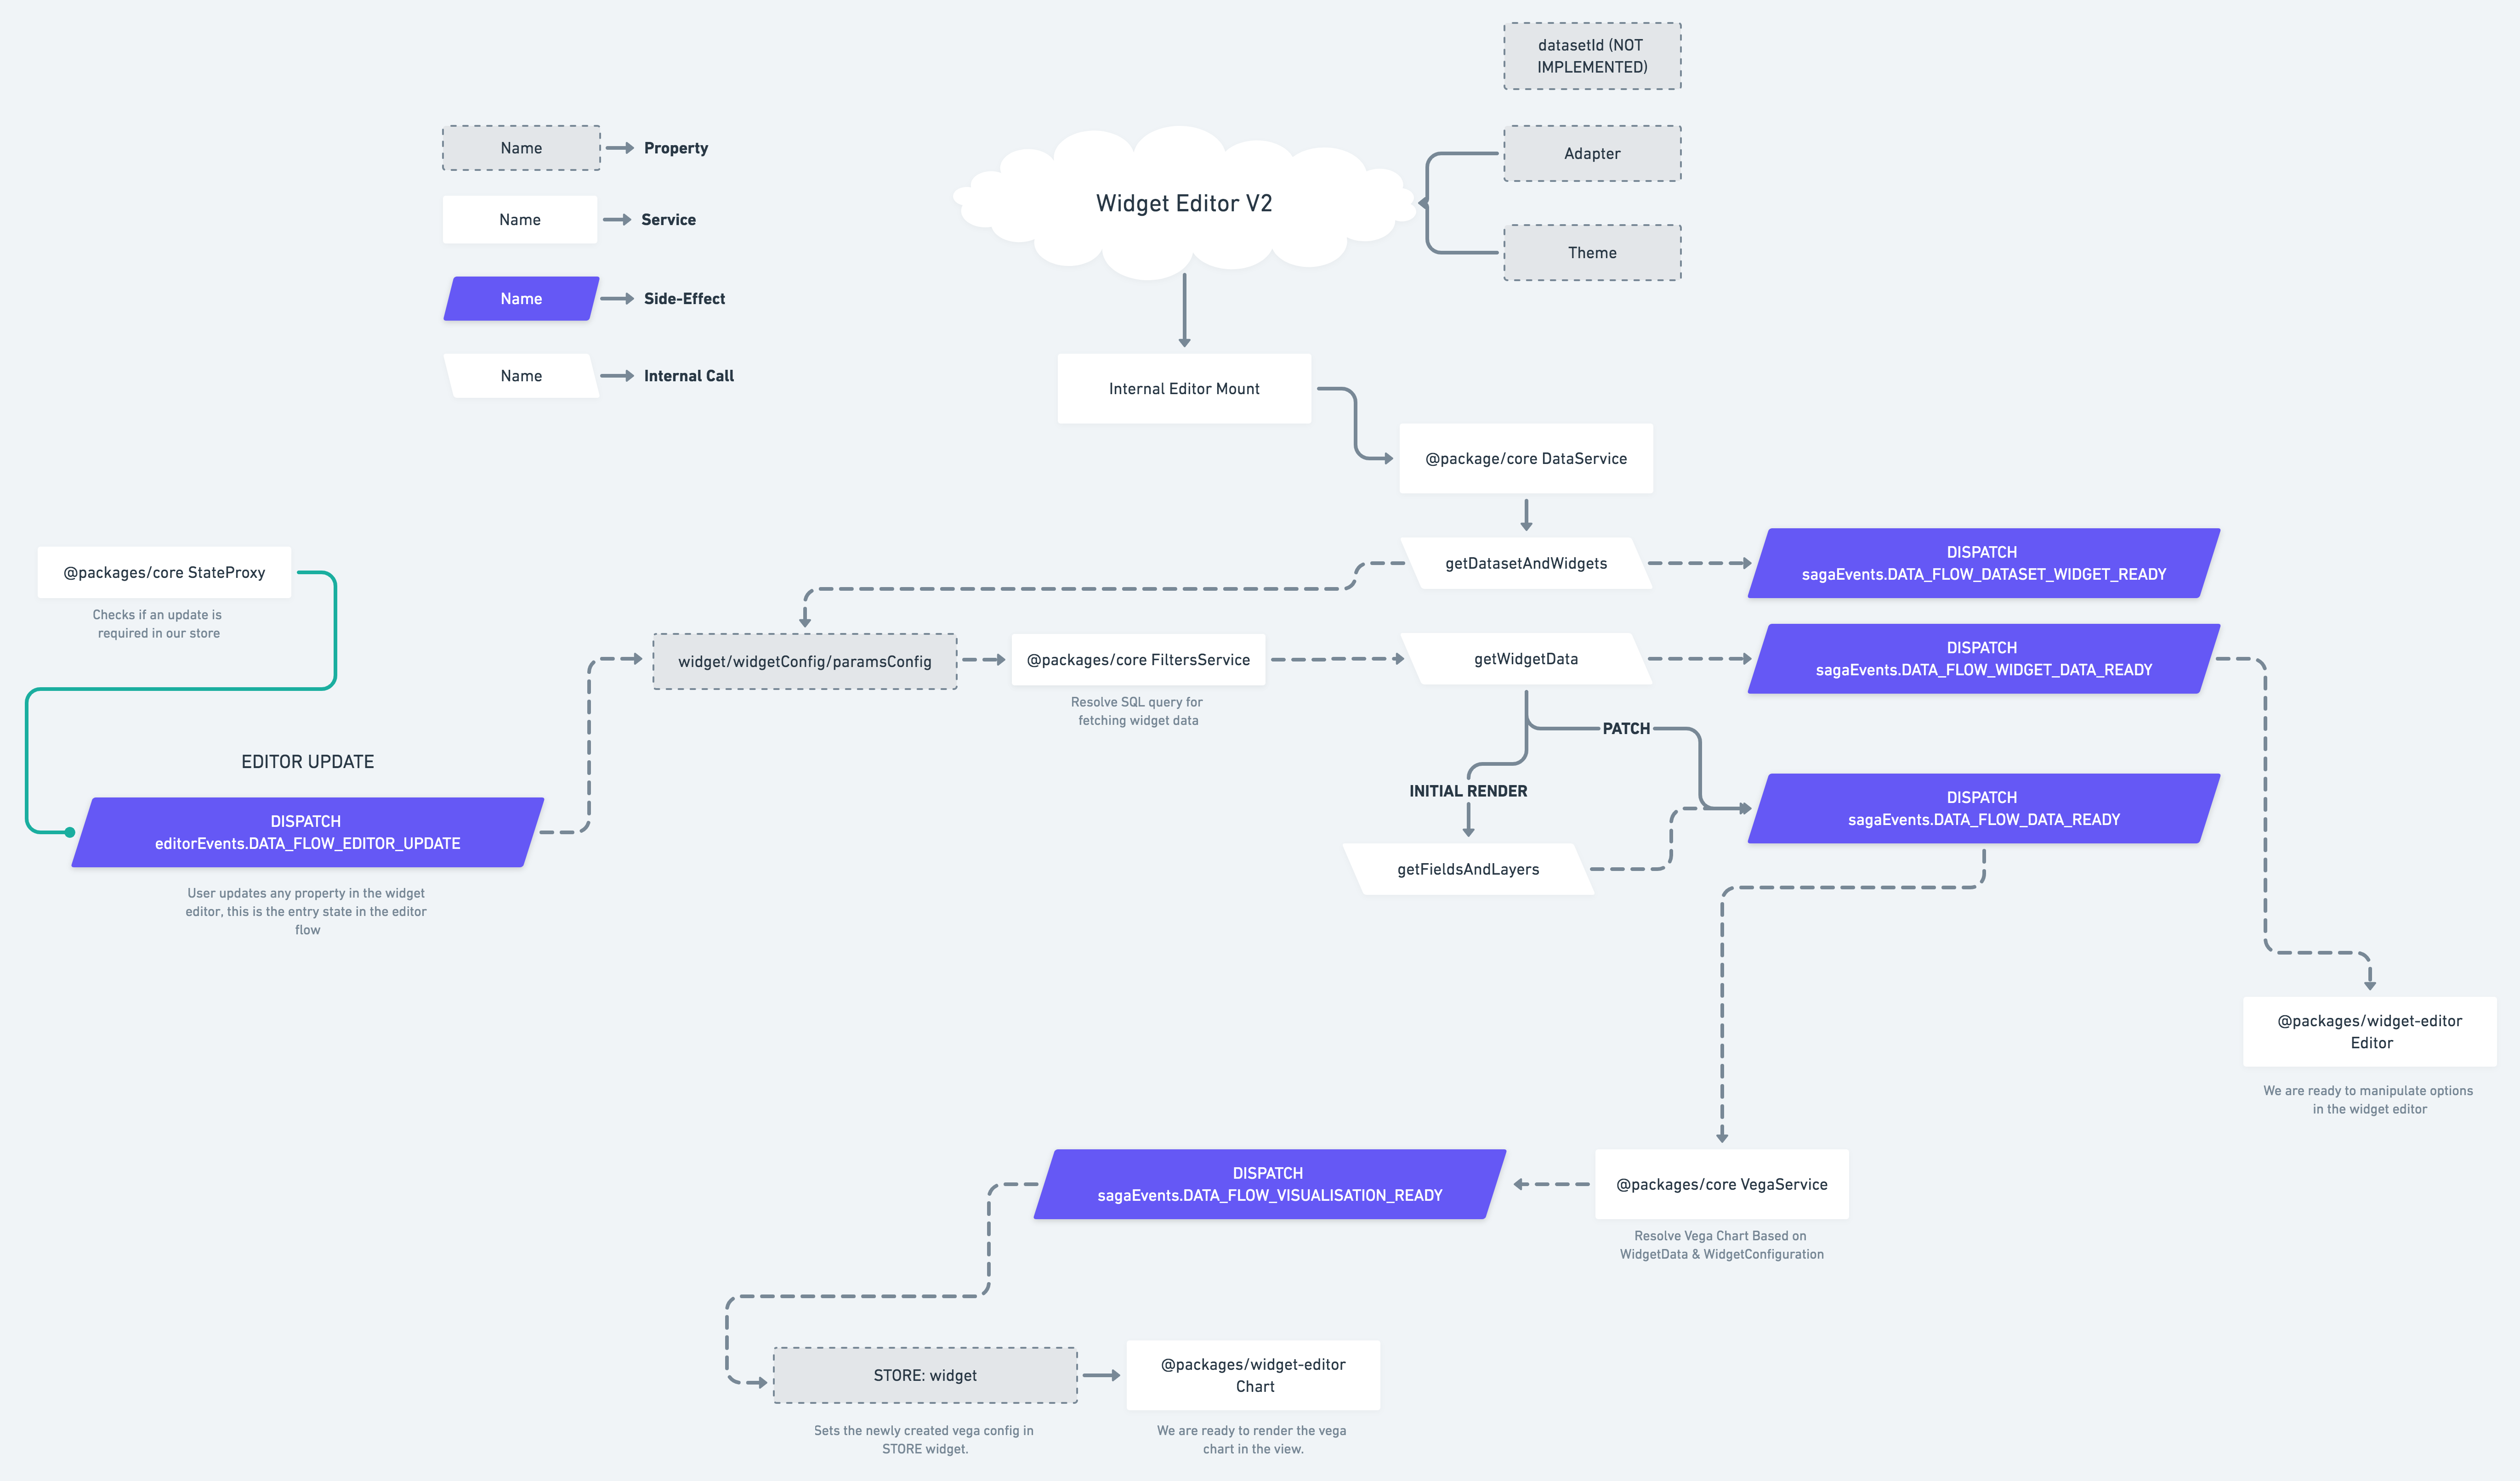 datasetId (NOT
IMPLEMENTED)
Name
Property
Adapter
Widget Editor V2
Name
Service
Theme
Name
Side-Effect
Name
Internal Call
Internal Editor Mount
@package/core DataService
getDatasetAndWidgets
DISPATCH
sagaEvents.DATA_FLOW_DATASET_WIDGET_READY
@packages/core StateProxy
Checks if an update is
required in our store
widget/widgetConfig/paramsConfig
@packages/core FiltersService
Resolve SQL query for
fetching widget data
getWidgetData
DISPATCH
sagaEvents.DATA_FLOW_WIDGET_DATA_READY
PATCH
INITIAL RENDER
EDITOR UPDATE
DISPATCH
editorEvents.DATA_FLOW_EDITOR_UPDATE
User updates any property in the widget
editor, this is the entry state in the editor
flow
DISPATCH
sagaEvents.DATA_FLOW_DATA_READY
getFieldsAndLayers
@packages/widget-editor
Editor
We are ready to manipulate options
in the widget editor
DISPATCH
sagaEvents.DATA_FLOW_VISUALISATION_READY
@packages/core VegaService
Resolve Vega Chart Based on
WidgetData & WidgetConfiguration
STORE: widget
Sets the newly created vega config in
STORE widget.
@packages/widget-editor
Chart
We are ready to render the vega
chart in the view.